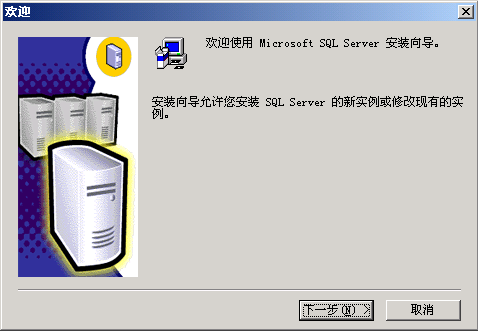 欢迎
欢迎使用 Microsoft SQL Server 安装向导。
安装向导允许您安装 SQL Server 的新实例或修改现有的实
例。
下一步(N) >
取消